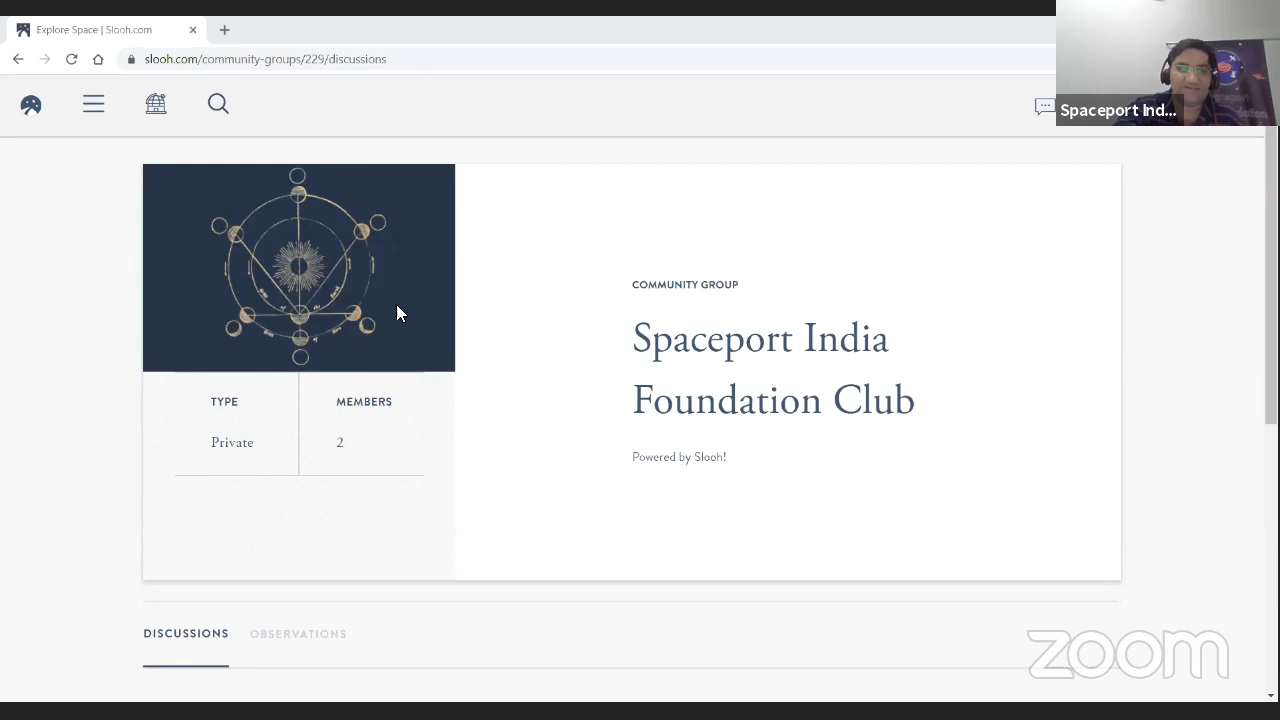 Explore Space | Slooh.com
slooh.com/community-groups/229/discussions
Spaceport Ind...
COMMUNITY GROUP
Spaceport India
Foundation Club
Powered by Slooh!
TYPE
MEMBERS
Private
2
DISCUSSIONS
OBSERVATIONS
zoom